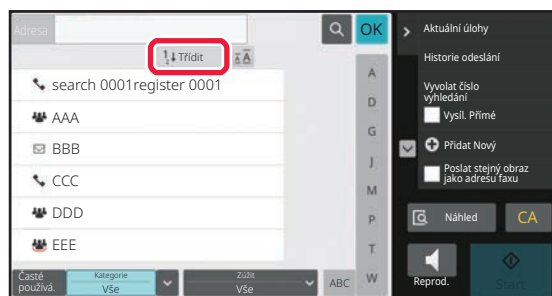 Adresa
OK
Třídit
search 0001register 0001
AAA
BBB
CCC
DDD
EEE
A
D
G
J
M
P
T
W
ABC
Časté
používá.
Kategorie
Vše
Zúžit
Vše
Aktuální úlohy
Historie odeslání
Vyvolat číslo
vyhledání
Vysíl. Přímé
Přidat Nový
Poslat stejný obraz
jako adresu faxu
Náhled
CA
Reprod.
Start